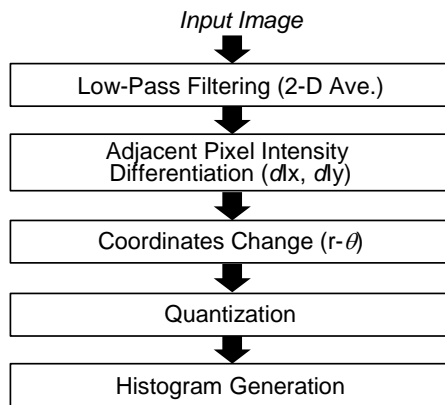 Input Image
Low-Pass Filtering (2-D Ave.)
Adjacent Pixel Intensity
Differentiation (dIx, dIy)
Coordinates Change (r-θ)
Quantization
Histogram Generation